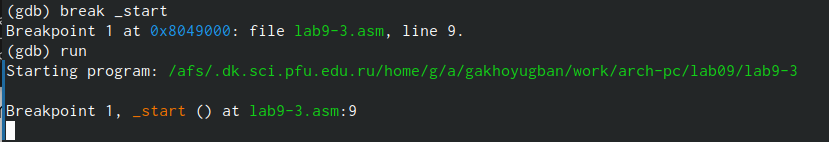 (gdb) break _start
Breakpoint 1 at 0x8049000: file lab9-3.asm, line 9.
(gdb) run
Starting program: /afs/.dk.sci.pfu.edu.ru/home/g/a/gakhoyugban/work/arch-pc/lab09/lab9-3
Breakpoint 1, _start () at lab9-3.asm:9